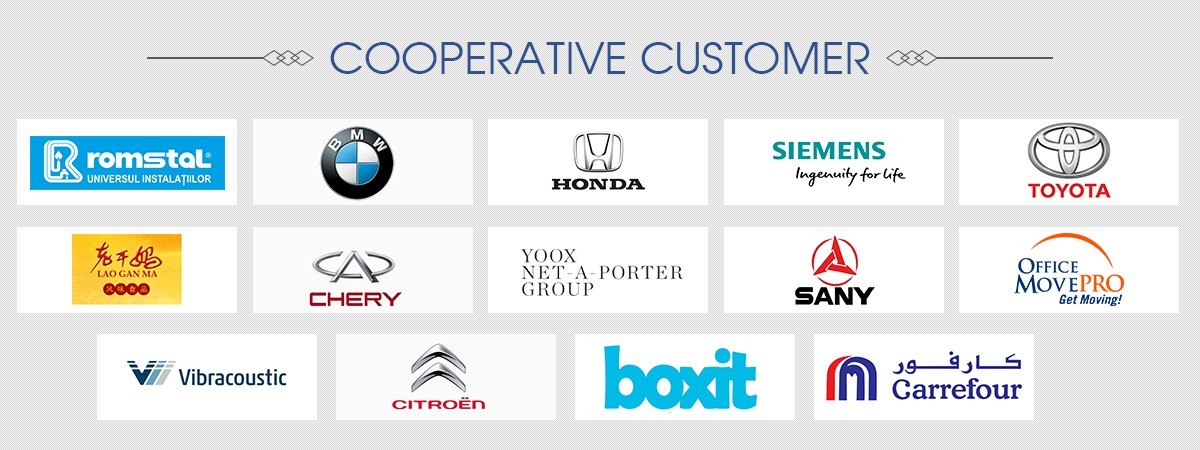 COOPERATIVE CUSTOMER
romstal®
UNIVERSUL INSTALAȚIILOR
BMW
HONDA
SIEMENS
Ingenuity for life
TOYOTA
老干妈
LAO GAN MA
风味食品
CHERY
YOOX
NET-A-PORTER
GROUP
SANY
OFFICE
MOVEPRO
Get Moving!
Vibracoustic
CITROËN
boxit
كارفور
Carrefour